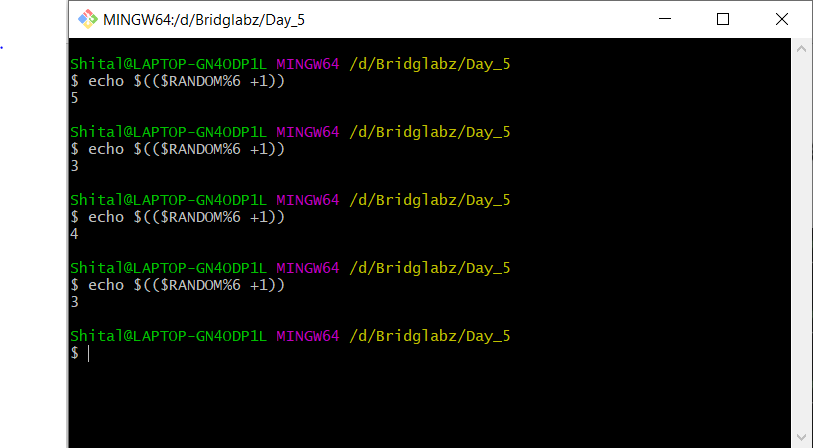 MINGW64:/d/Bridglabz/Day_5
Shital@LAPTOP-GN4ODP1L MINGW64 /d/Bridglabz/Day_5
$ echo $(($RANDOM%6 +1))
5
Shital@LAPTOP-GN4ODP1L MINGW64 /d/Bridglabz/Day_5
$ echo $(($RANDOM%6 +1))
3
Shital@LAPTOP-GN4ODP1L MINGW64 /d/Bridglabz/Day_5
$ echo $(($RANDOM%6 +1))
4
Shital@LAPTOP-GN4ODP1L MINGW64 /d/Bridglabz/Day_5
$ echo $(($RANDOM%6 +1))
3
Shital@LAPTOP-GN4ODP1L MINGW64 /d/Bridglabz/Day_5
$